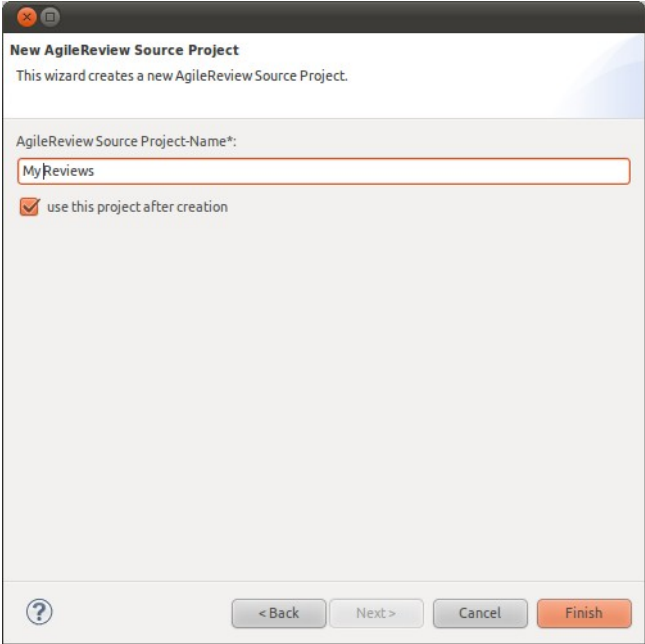 New AgileReview Source Project
This wizard creates a new AgileReview Source Project.
AgileReview Source Project-Name*:
My Reviews
use this project after creation
?
< Back Next > Cancel Finish